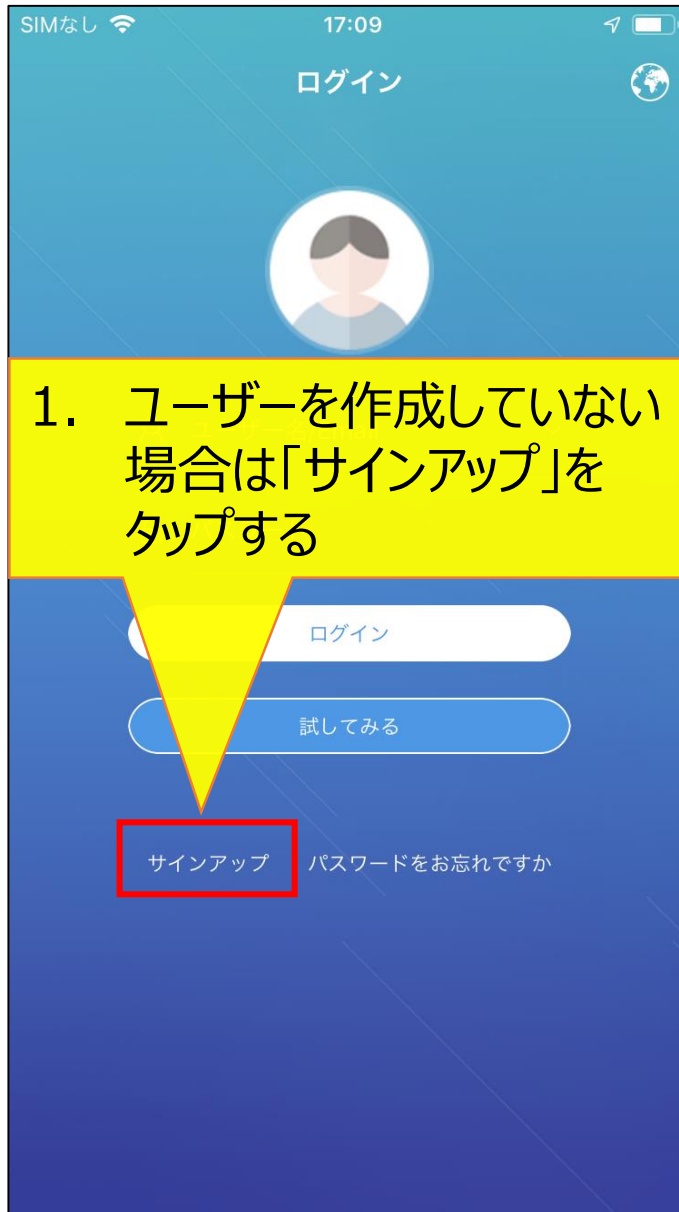 SIMなし 17:09
ログイン
1. ユーザーを作成していない
場合は「サインアップ」を
タップする
ログイン
試してみる
サインアップ パスワードをお忘れですか